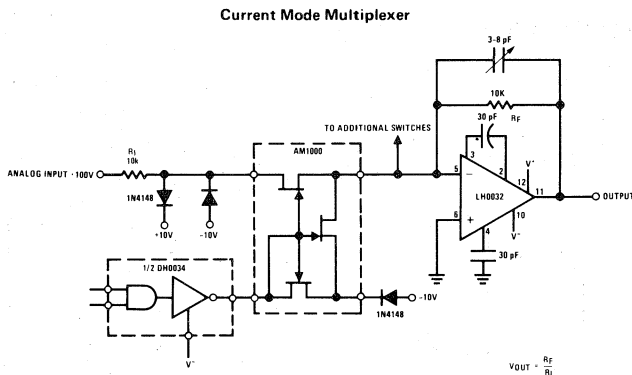 Current Mode Multiplexer
3-8 pF
10K
30 pF
RF
TO ADDITIONAL SWITCHES
AM1000
3
2
V+
RI
10k
ANALOG INPUT -100V
5
12
11
OUTPUT
LH0032
1N4148
6
10
V-
4
+10V
-10V
30 pF
1/2 DH0034
-10V
1N4148
V-
VOUT = RF
RI